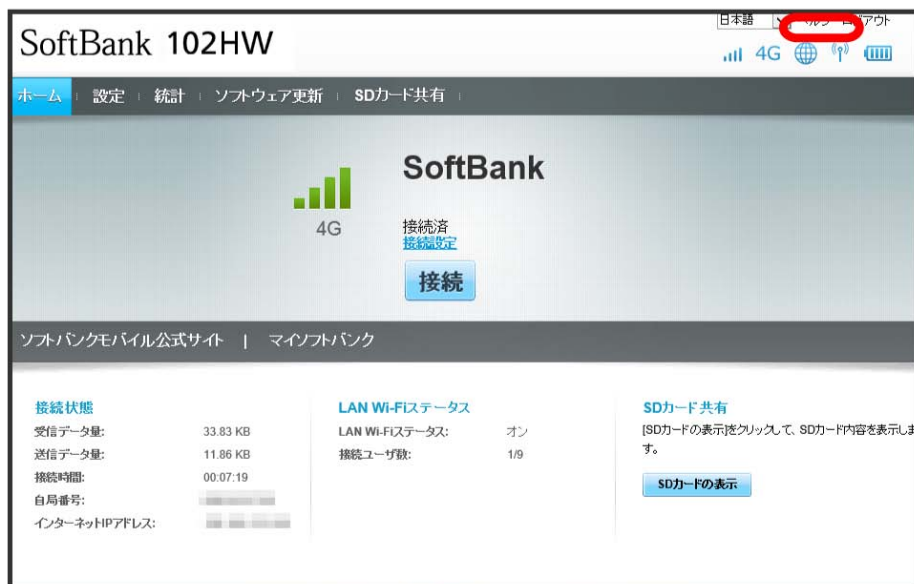 日本語 アウト
SoftBank 102HW
4G
ホーム 設定 統計 ソフトウェア更新 SDカード共有
SoftBank
4G
接続済
接続設定
接続
ソフトバンクモバイル公式サイト | マイソフトバンク
接続状態
受信データ量: 33.83 KB
送信データ量: 11.86 KB
接続時間: 00:07:19
自局番号:
インターネットIPアドレス:
LAN Wi-Fiステータス
LAN Wi-Fiステータス: オン
接続ユーザ数: 1/9
SDカード共有
[SDカードの表示]をクリックして、SDカード内容を表示しま
す。
SDカードの表示